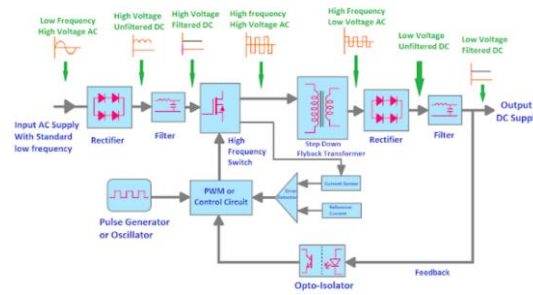 Low Frequency
High Voltage AC
High Voltage
Unfiltered DC
High Voltage
Filtered DC
High frequency
High Voltage AC
High Frequency
Low Voltage AC
Low Voltage
Unfiltered DC
Low Voltage
Filtered DC
Input AC Supply
With Standard
low frequency
Rectifier
Filter
High
Frequency
Switch
Step Down
Flyback Transformer
Rectifier
Filter
Output
DC Suppl
Pulse Generator
or Oscillator
PWM or
Control Circuit
Error
Current Sensor
Reference
Current
Opto-Isolator
Feedback